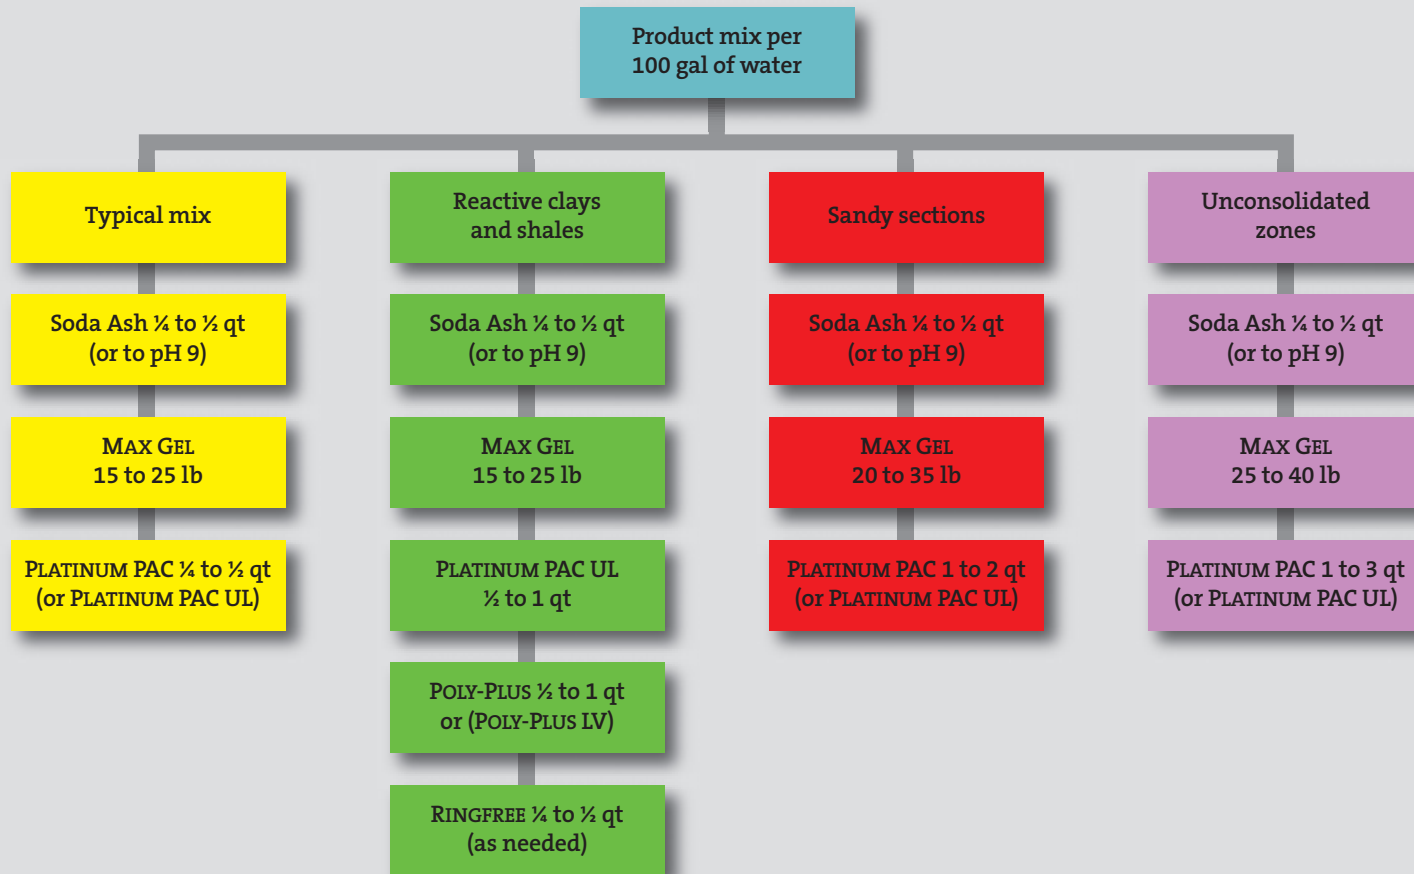 Product mix per
100 gal of water
Typical mix
Soda Ash ¼ to ½ qt
(or to pH 9)
MAX GEL
15 to 25 lb
PLATINUM PAC ¼ to ½ qt
(or PLATINUM PAC UL)
Reactive clays
and shales
Soda Ash ¼ to ½ qt
(or to pH 9)
MAX GEL
15 to 25 lb
PLATINUM PAC UL
½ to 1 qt
POLY-PLUS ½ to 1 qt
or (POLY-PLUS LV)
RINGFREE ¼ to ½ qt
(as needed)
Sandy sections
Soda Ash ¼ to ½ qt
(or to pH 9)
MAX GEL
20 to 35 lb
PLATINUM PAC 1 to 2 qt
(or PLATINUM PAC UL)
Unconsolidated
zones
Soda Ash ¼ to ½ qt
(or to pH 9)
MAX GEL
25 to 40 lb
PLATINUM PAC 1 to 3 qt
(or PLATINUM PAC UL)